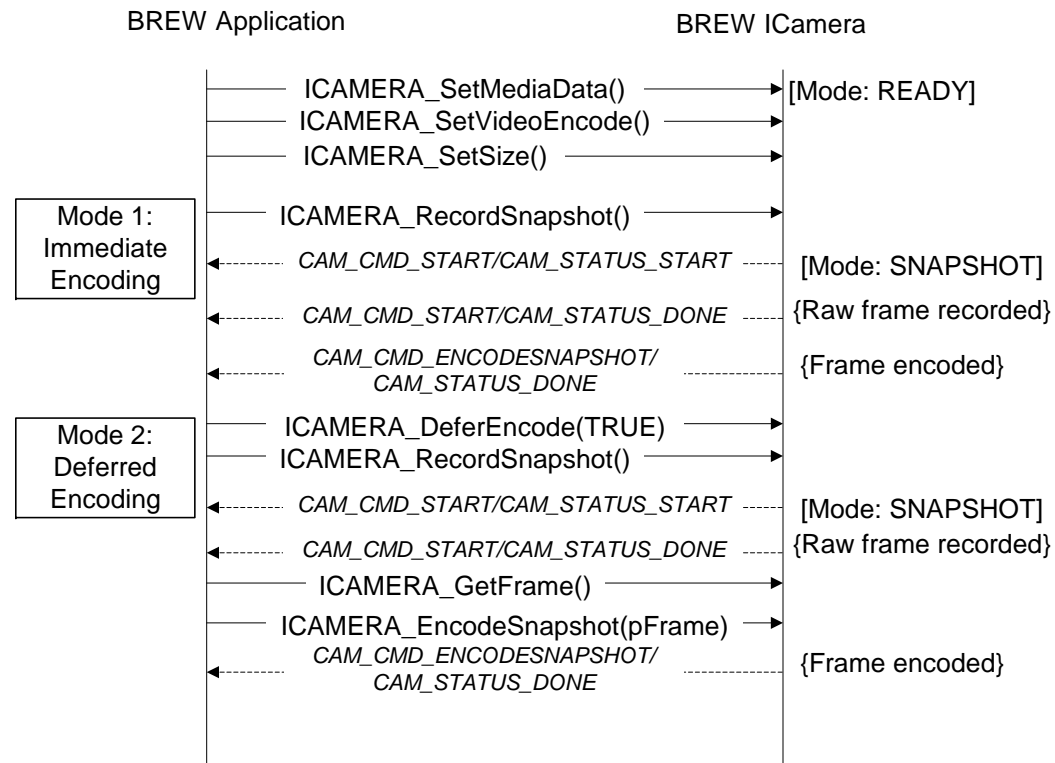 BREW Application
BREW ICamera
ICAMERA_SetMediaData()
[Mode: READY]
ICAMERA_SetVideoEncode()
ICAMERA_SetSize()
Mode 1:
Immediate
Encoding
ICAMERA_RecordSnapshot()
CAM_CMD_START/CAM_STATUS_START
[Mode: SNAPSHOT]
CAM_CMD_START/CAM_STATUS_DONE
{Raw frame recorded}
CAM_CMD_ENCODESNAPSHOT/
CAM_STATUS_DONE
{Frame encoded}
Mode 2:
Deferred
Encoding
ICAMERA_DeferEncode(TRUE)
ICAMERA_RecordSnapshot()
CAM_CMD_START/CAM_STATUS_START
[Mode: SNAPSHOT]
CAM_CMD_START/CAM_STATUS_DONE
{Raw frame recorded}
ICAMERA_GetFrame()
ICAMERA_EncodeSnapshot(pFrame)
CAM_CMD_ENCODESNAPSHOT/
CAM_STATUS_DONE
{Frame encoded}